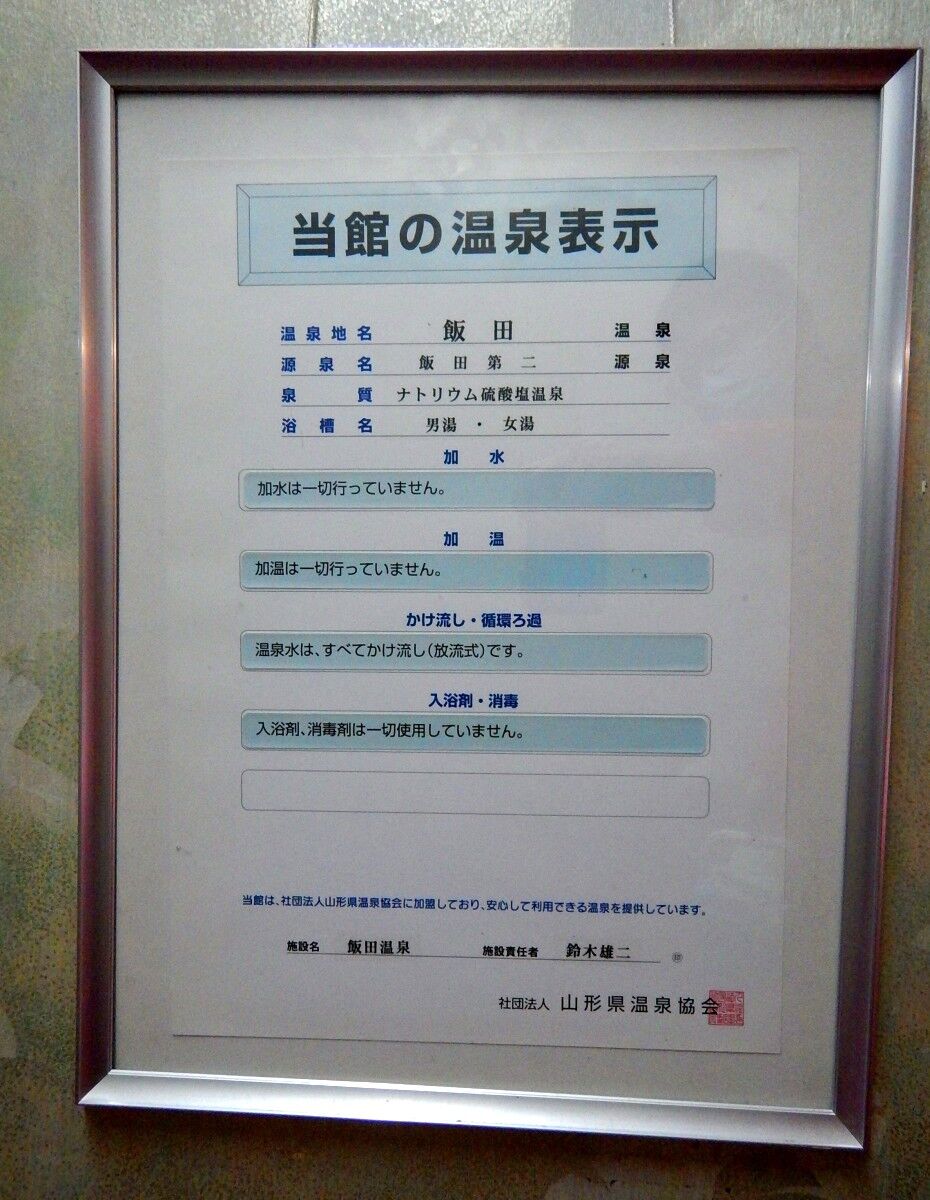 当館の温泉表示
温泉地名 飯田 温泉
源泉名 飯田第二 源泉
泉質 ナトリウム硫酸塩温泉
浴槽名 男湯・女湯
加水
加水は一切行っていません。
加温
加温は一切行っていません。
かけ流し・循環ろ過
温泉水は、すべてかけ流し(放流式)です。
入浴剤・消毒
入浴剤、消毒剤は一切使用していません。
当館は、社団法人山形県温泉協会に加盟しており、安心して利用できる温泉を提供しています。
施設名 飯田温泉 施設責任者 鈴木雄二 ㊞
社団法人 山形県温泉協会